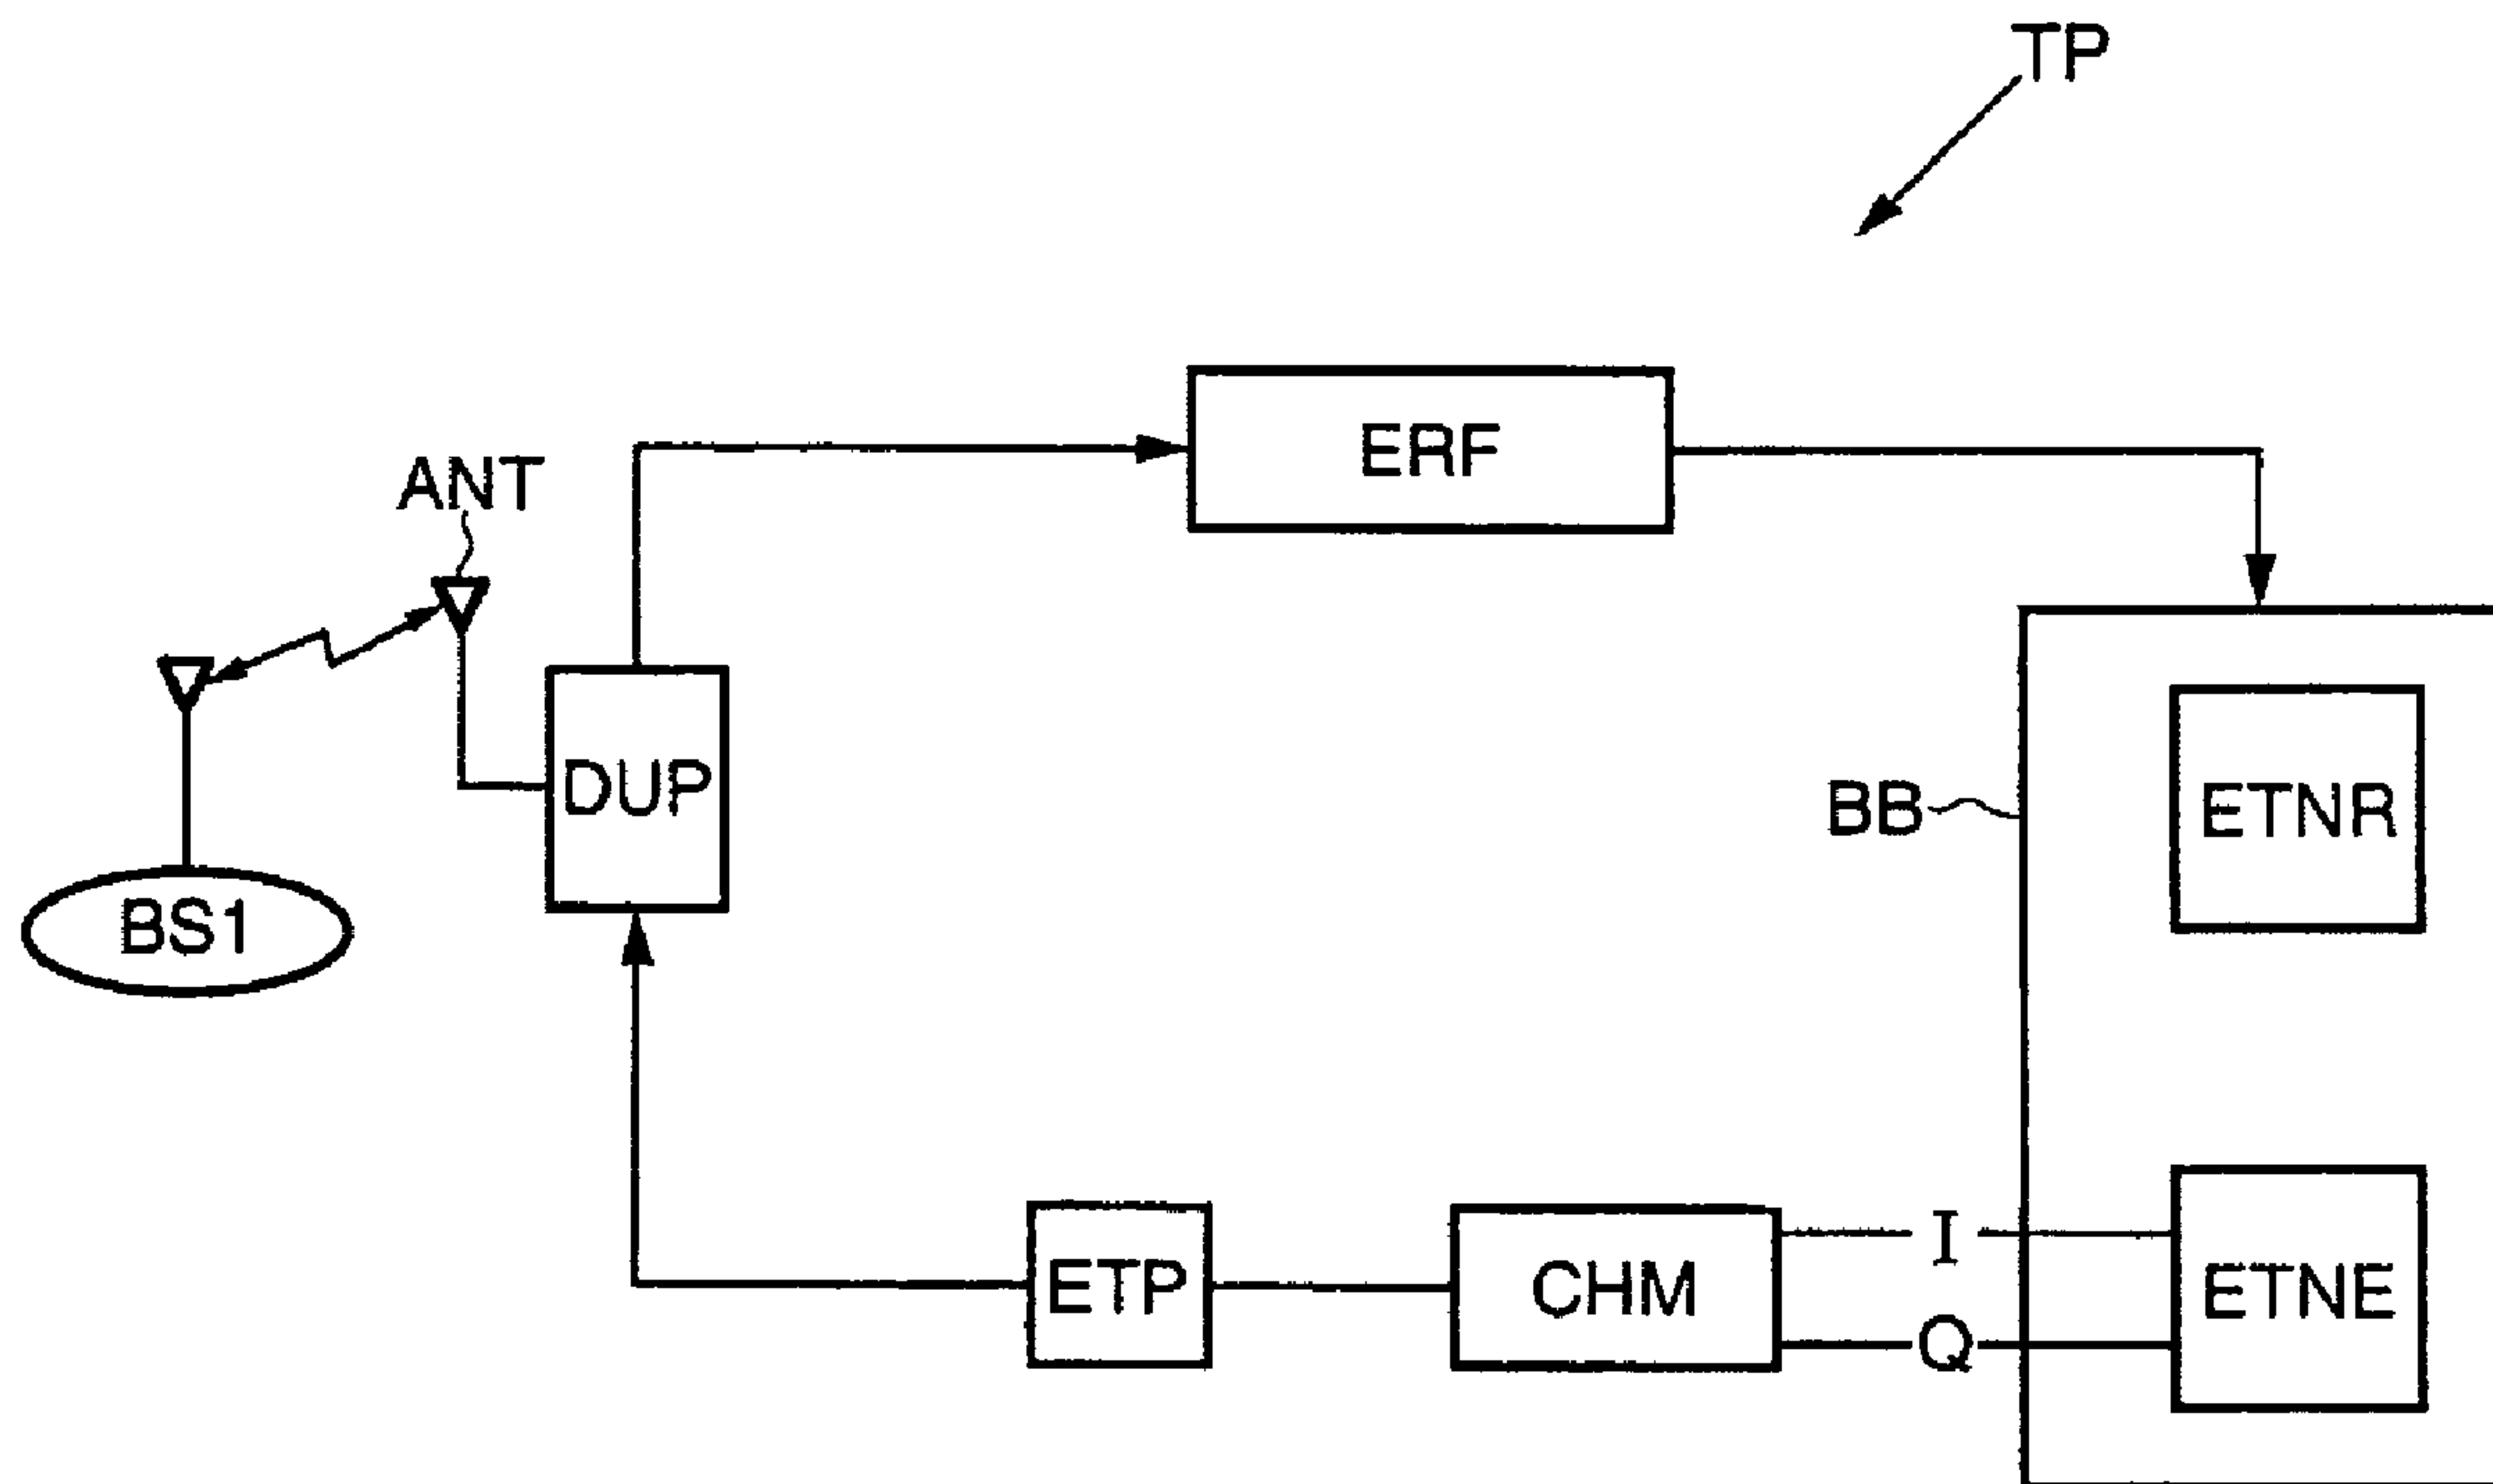 TP
ERF
ANT
DUP
BB
ETNR
BS1
I
ETP
CHM
ETNE
Q